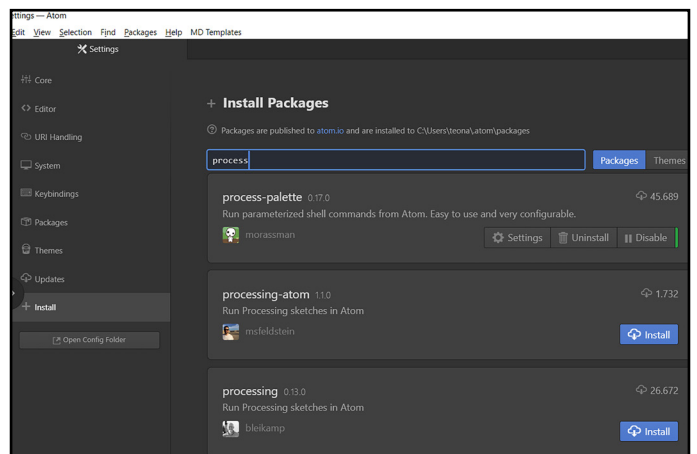 ettings — Atom
Edit View Selection Find Packages Help MD Templates
Settings
Core
Editor
URI Handling
System
Keybindings
Packages
Themes
Updates
Install
Open Config Folder
Install Packages
Packages are published to atom.io and are installed to C:\Users\teona\.atom\packages
process
Packages Themes
process-palette 0.17.0 45.689
Run parameterized shell commands from Atom. Easy to use and very configurable.
morassman
Settings Uninstall Disable
processing-atom 1.1.0 1.732
Run Processing sketches in Atom
msfeldstein
Install
processing 0.13.0 26.672
Run Processing sketches in Atom
bleikamp
Install